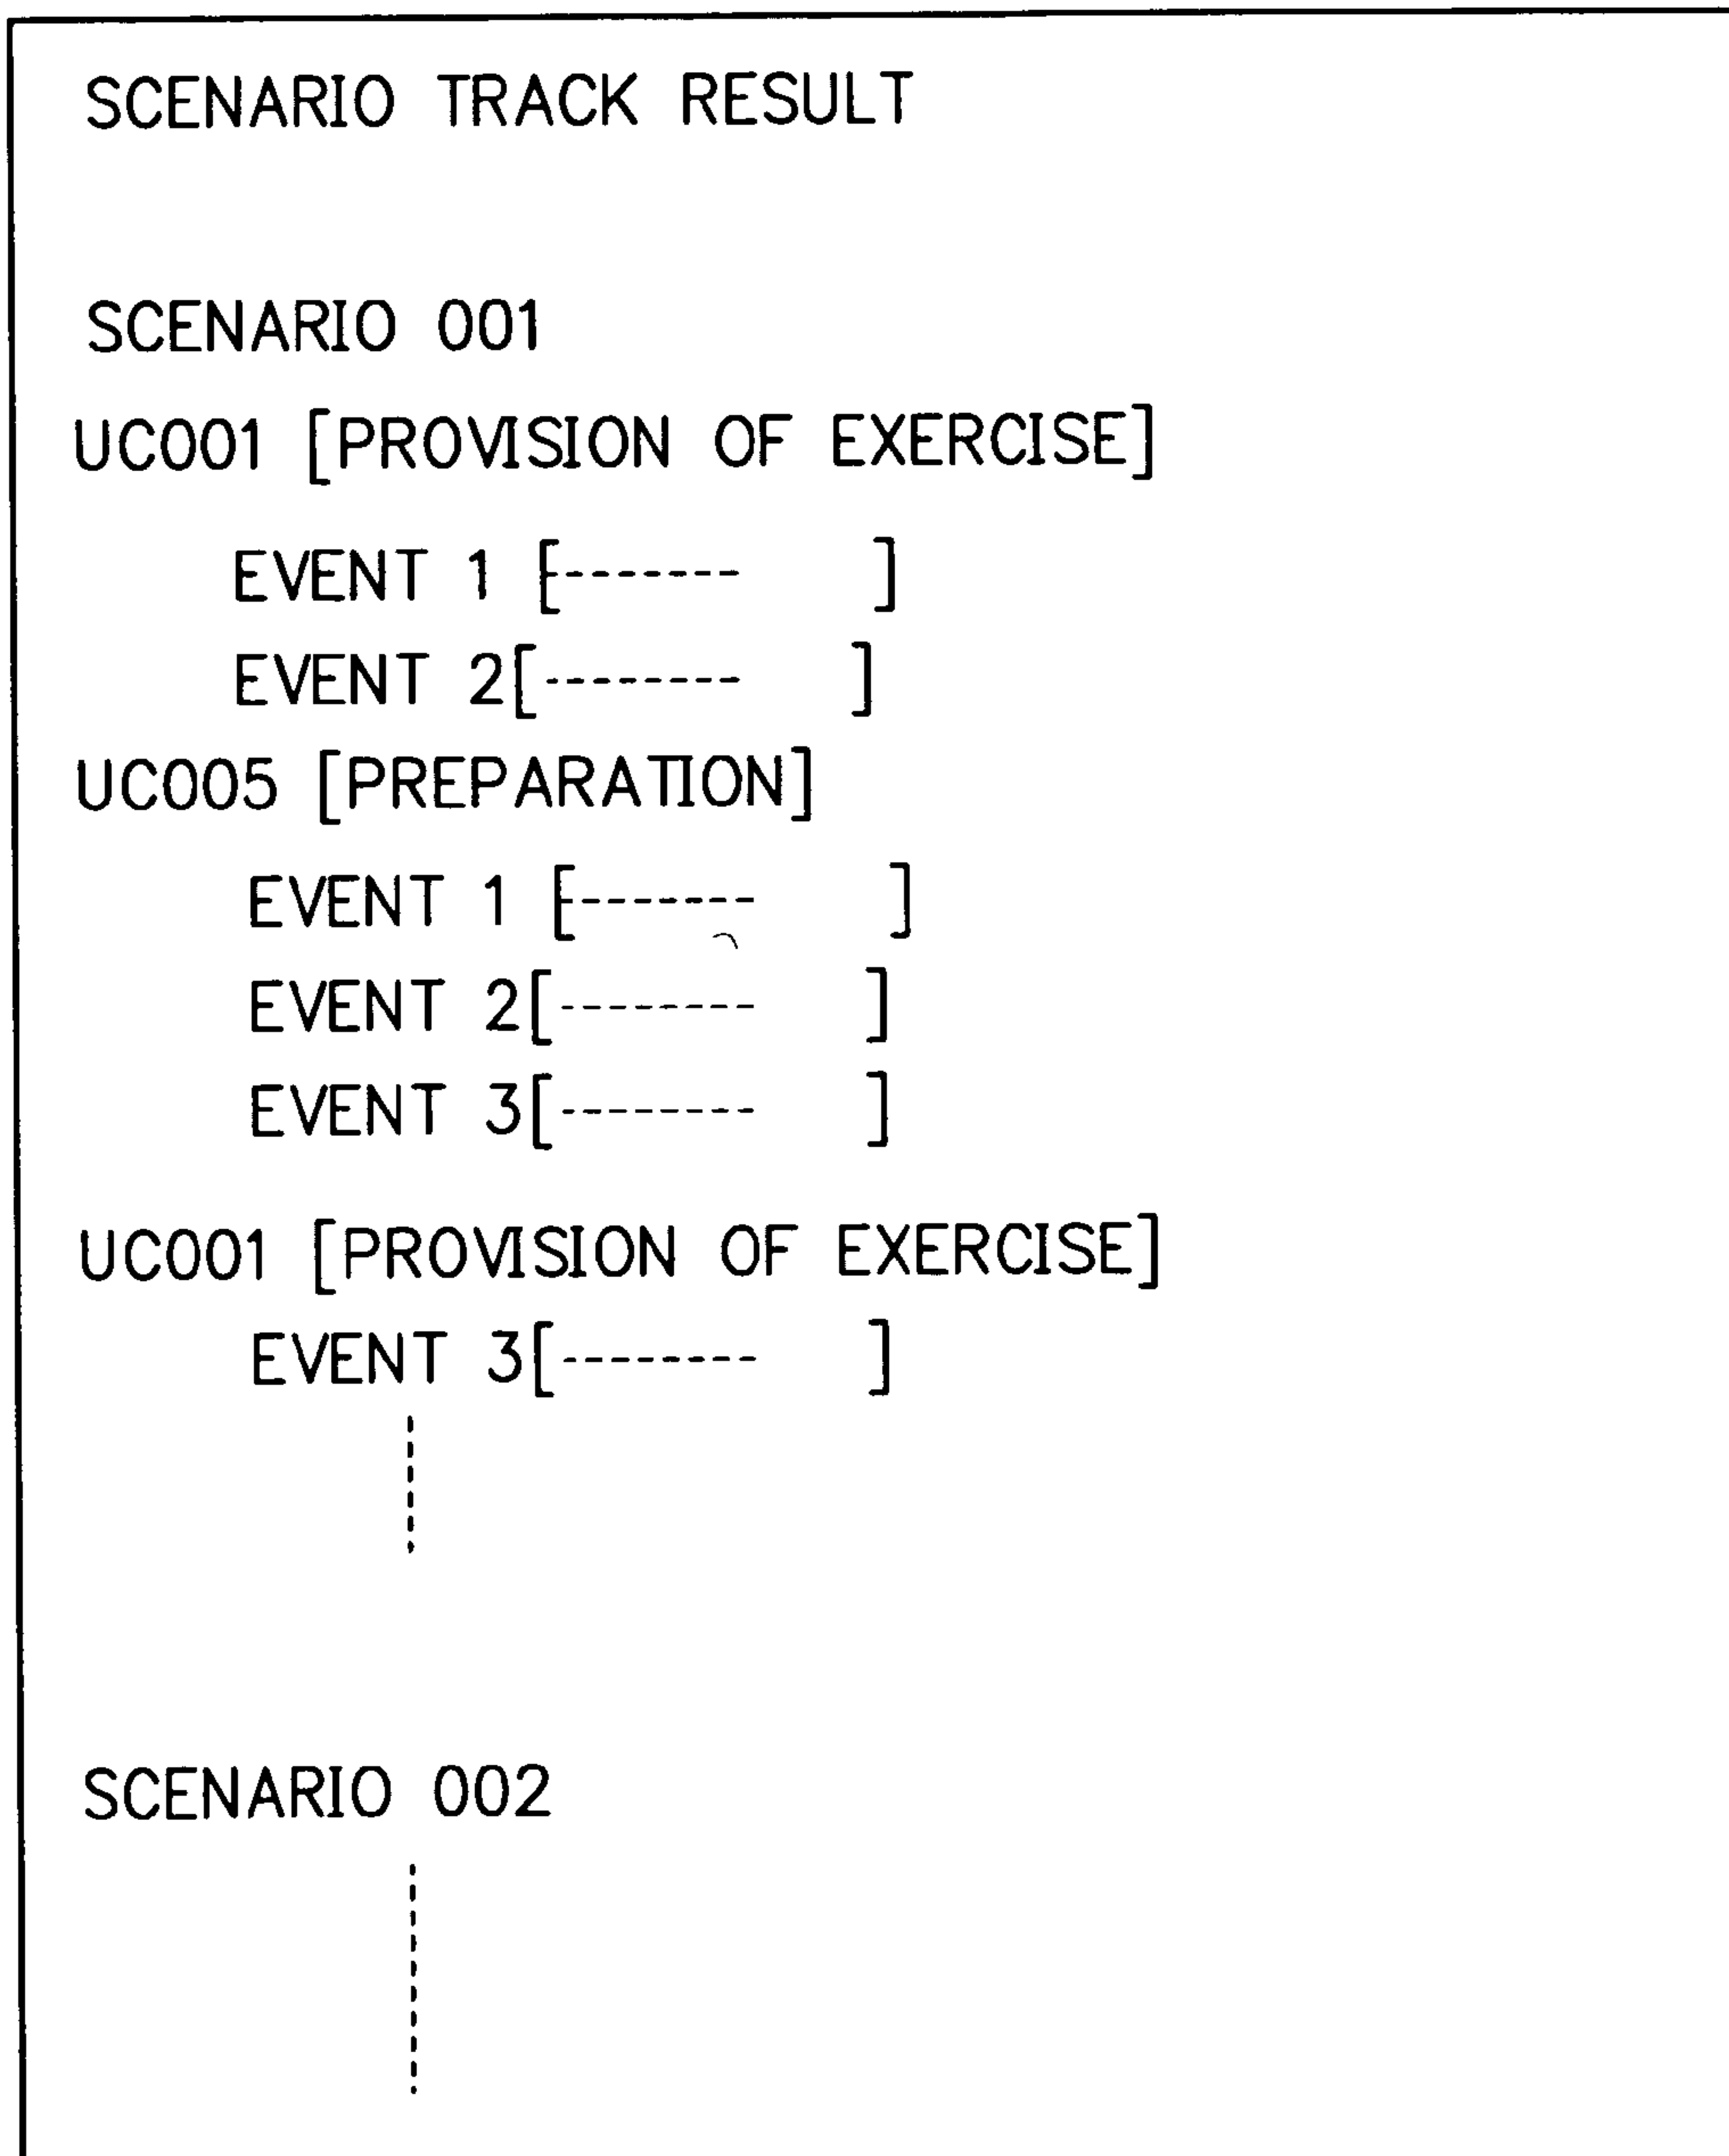 SCENARIO TRACK RESULT
SCENARIO 001
UC001 [PROVISION OF EXERCISE]
EVENT 1 [-------- ]
EVENT 2[-------- ]
UC005 [PREPARATION]
EVENT 1 [-------- ]
EVENT 2[-------- ]
EVENT 3[-------- ]
UC001 [PROVISION OF EXERCISE]
EVENT 3[-------- ]
SCENARIO 002